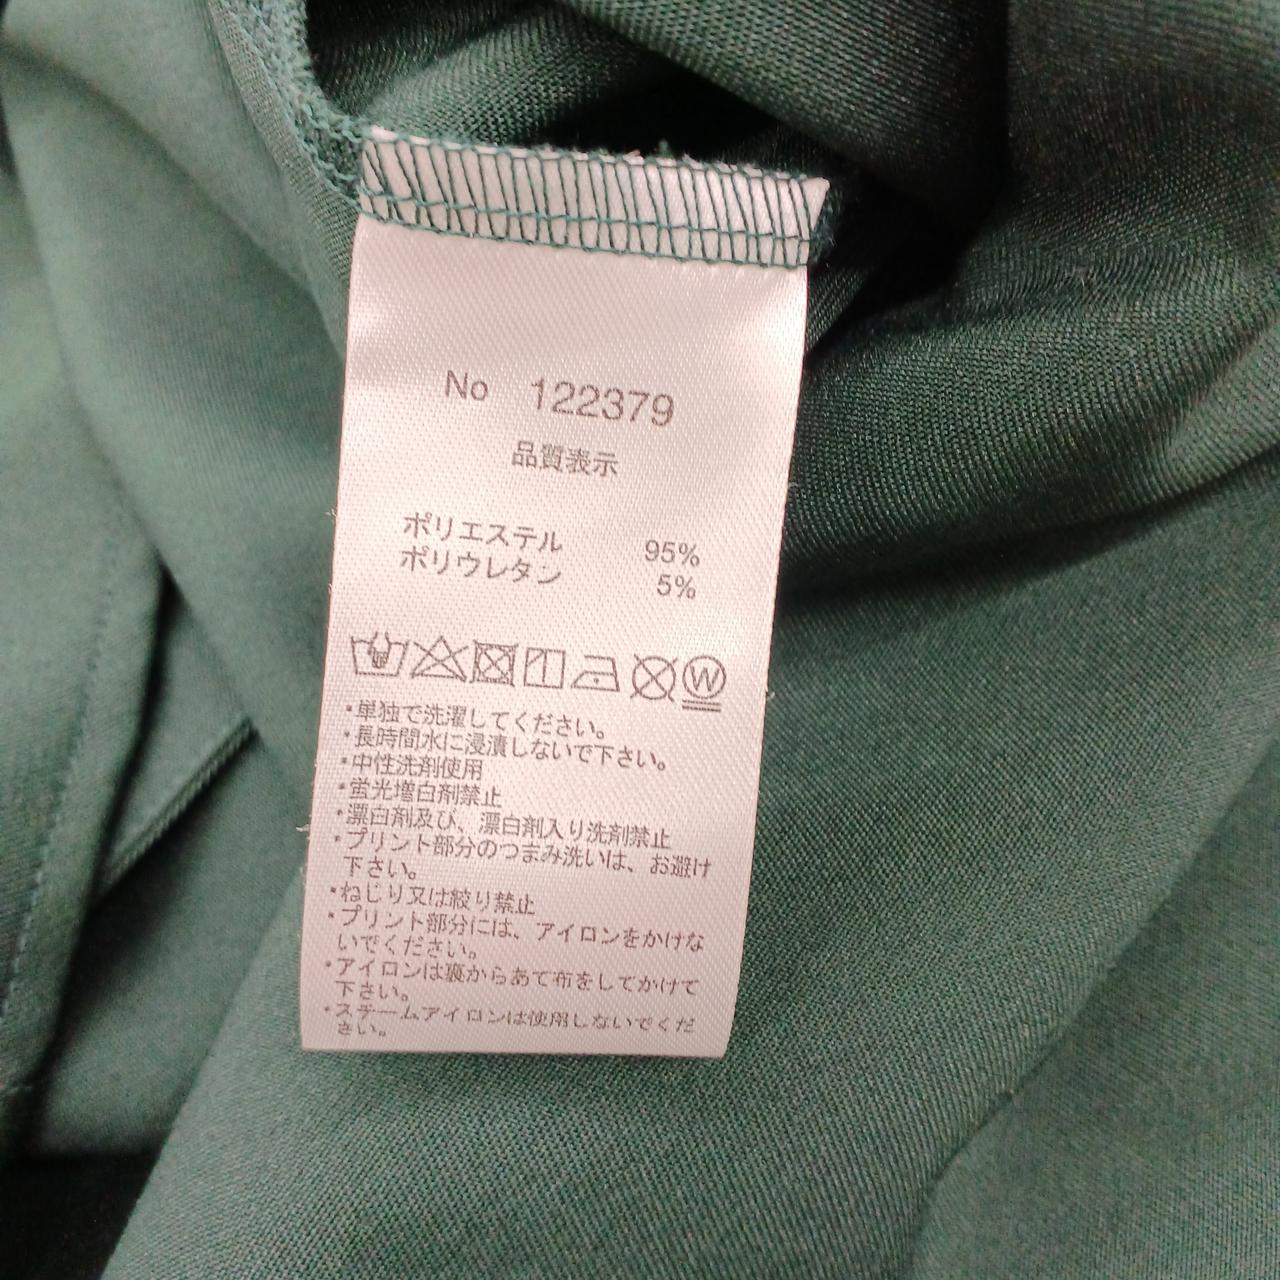 No 122379
品質表示
ポリエステル 95%
ポリウレタン 5%
W
・単独で洗濯してください。
・長時間水に浸漬しないで下さい。
・中性洗剤使用
・蛍光増白剤禁止
・漂白剤及び、漂白剤入り洗剤禁止
・プリント部分のつまみ洗いは、お避け
下さい。
・ねじり又は絞り禁止
・プリント部分には、アイロンをかけな
いでください。
・アイロンは裏からあて布をしてかけて
下さい。
・スチームアイロンは使用しないでくだ
さい。